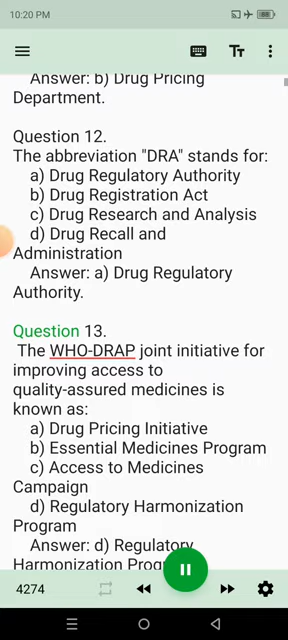 10:20 PM
Answer: b) Drug Pricing
Department.
Question 12.
The abbreviation "DRA" stands for:
a) Drug Regulatory Authority
b) Drug Registration Act
c) Drug Research and Analysis
d) Drug Recall and
Administration
Answer: a) Drug Regulatory
Authority.
Question 13.
The WHO-DRAP joint initiative for
improving access to
quality-assured medicines is
known as:
a) Drug Pricing Initiative
b) Essential Medicines Program
c) Access to Medicines
Campaign
d) Regulatory Harmonization
Program
Answer: d) Regulatory
Harmonization
4274